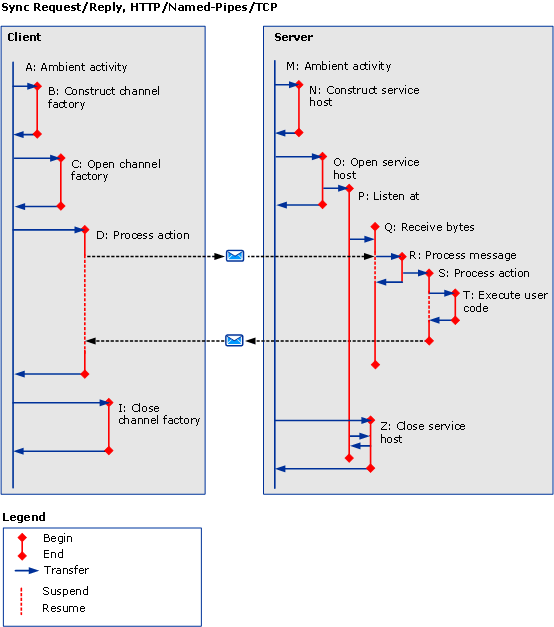 Sync Request/Reply, HTTP/Named-Pipes/TCP
Client
A: Ambient activity
B: Construct channel
factory
C: Open channel
factory
D: Process action
I: Close
channel factory
Server
M: Ambient activity
N: Construct service
host
O: Open service
host
P: Listen at
Q: Receive bytes
R: Process message
S: Process action
T: Execute user
code
Z: Close service
host
Legend
Begin
End
Transfer
Suspend
Resume